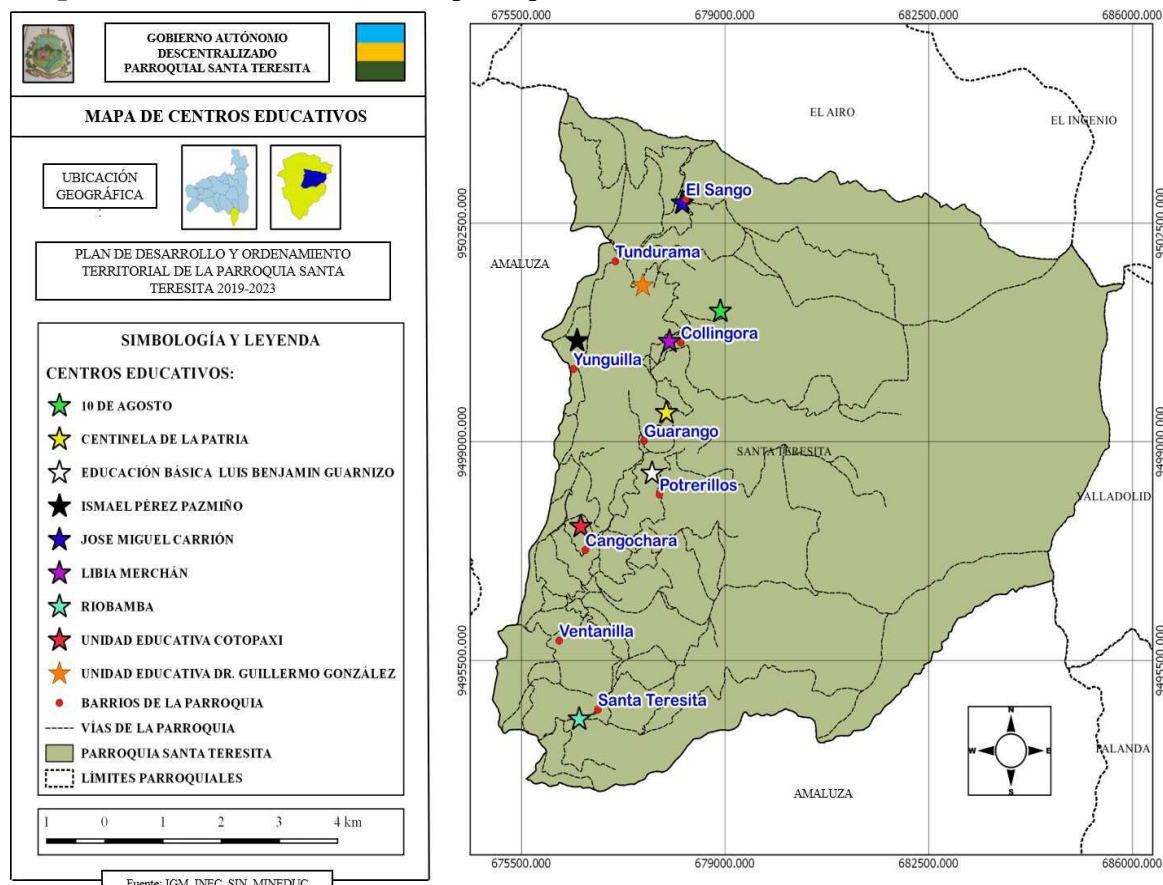 GOBIERNO AUTÓNOMO
DESCENTRALIZADO
PARROQUIAL SANTA TERESITA
MAPA DE CENTROS EDUCATIVOS
UBICACIÓN
GEOGRÁFICA
:
PLAN DE DESARROLLO Y ORDENAMIENTO
TERRITORIAL DE LA PARROQUIA SANTA
TERESITA 2019-2023
SIMBOLOGÍA Y LEYENDA
CENTROS EDUCATIVOS:
10 DE AGOSTO
CENTINELA DE LA PATRIA
EDUCACIÓN BÁSICA LUIS BENJAMIN GUARNIZO
ISMAEL PÉREZ PAZMIÑO
JOSE MIGUEL CARRIÓN
LIBIA MERCHÁN
RIOBAMBA
UNIDAD EDUCATIVA COTOPAXI
UNIDAD EDUCATIVA DR. GUILLERMO GONZÁLEZ
BARRIOS DE LA PARROQUIA
VÍAS DE LA PARROQUIA
PARROQUIA SANTA TERESITA
LÍMITES PARROQUIALES
1 0 1 2 3 4 km
Fuente: IGM, INEC, SIN, MINEDUC
675500.000 679000.000 682500.000 686000.000
EL AIRO
EL INGENIO
El Sango
9502500.000 9502500.000
AMALUZA
Tundurama
Collingora
Yunguilla
Guarango
9499000.000 9499000.000
SANTA TERESITA
Potrerillos
VALLADOLID
Cangochara
Ventanilla
9495500.000 9495500.000
Santa Teresita
N
W E
S
PALANDA
AMALUZA
675500.000 679000.000 682500.000 686000.000